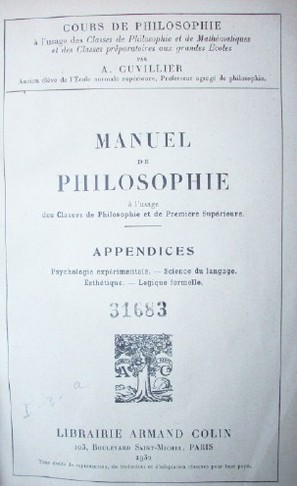 COURS DE PHILOSOPHIE
à l'usage des Classes de Philosophie et de Mathématiques
et des Classes préparatoires aux grandes Écoles
PAR
A. CUVILLIER
Ancien élève de l'École normale supérieure, Professeur agrégé de philosophie.
MANUEL
DE
PHILOSOPHIE
à l'usage
des Classes de Philosophie et de Première Supérieure.
APPENDICES
Psychologie expérimentale. — Science du langage.
Esthétique. — Logique formelle.
31683
A C
LIBRAIRIE ARMAND COLIN
103, BOULEVARD SAINT-MICHEL, PARIS
Tous droits de reproduction, de traduction et d'adaptation réservés pour tous pays.